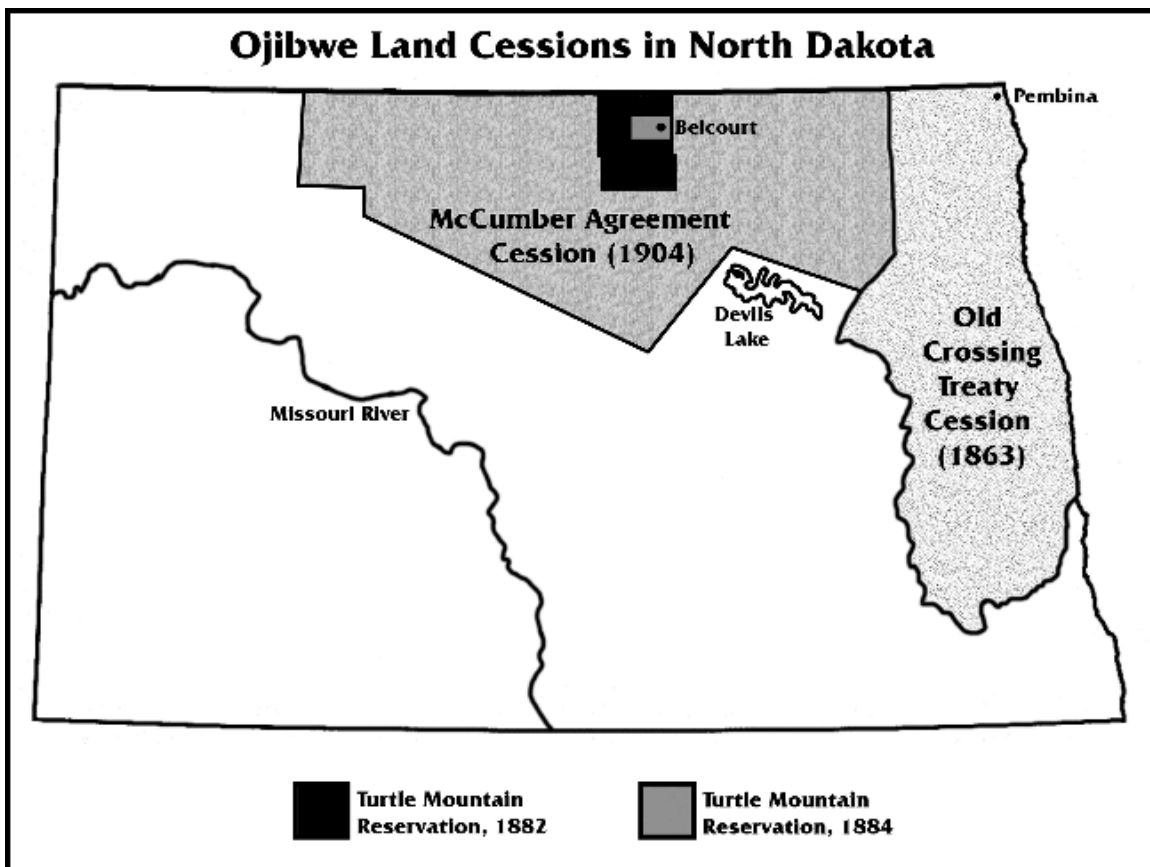 Ojibwe Land Cessions in North Dakota
Pembina
Belcourt
McCumber Agreement
Cession (1904)
Devils
Lake
Old
Crossing
Treaty
Cession
(1863)
Missouri River
Turtle Mountain
Reservation, 1882
Turtle Mountain
Reservation, 1884